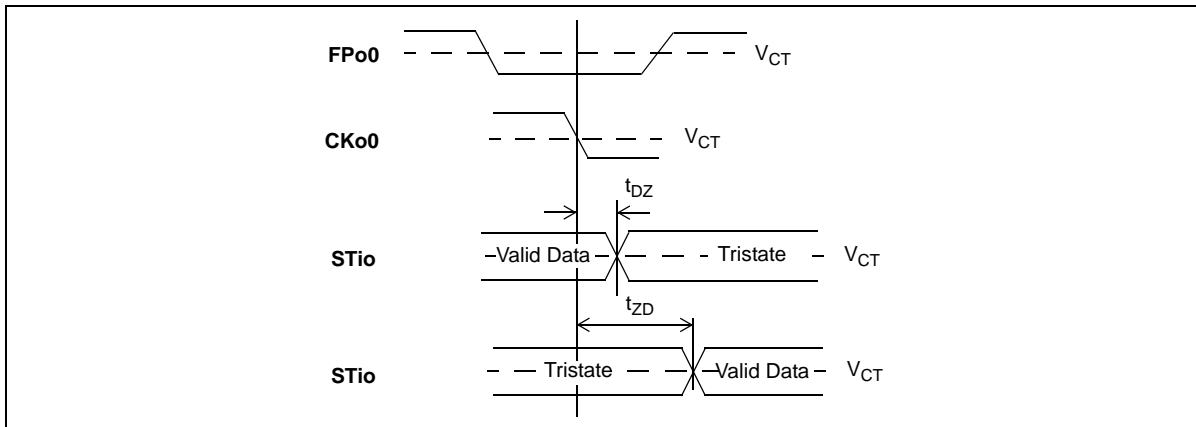 FPo0
V_CT
CKo0
V_CT
t_DZ
STio
Valid Data
Tristate
V_CT
t_ZD
STio
Tristate
Valid Data
V_CT